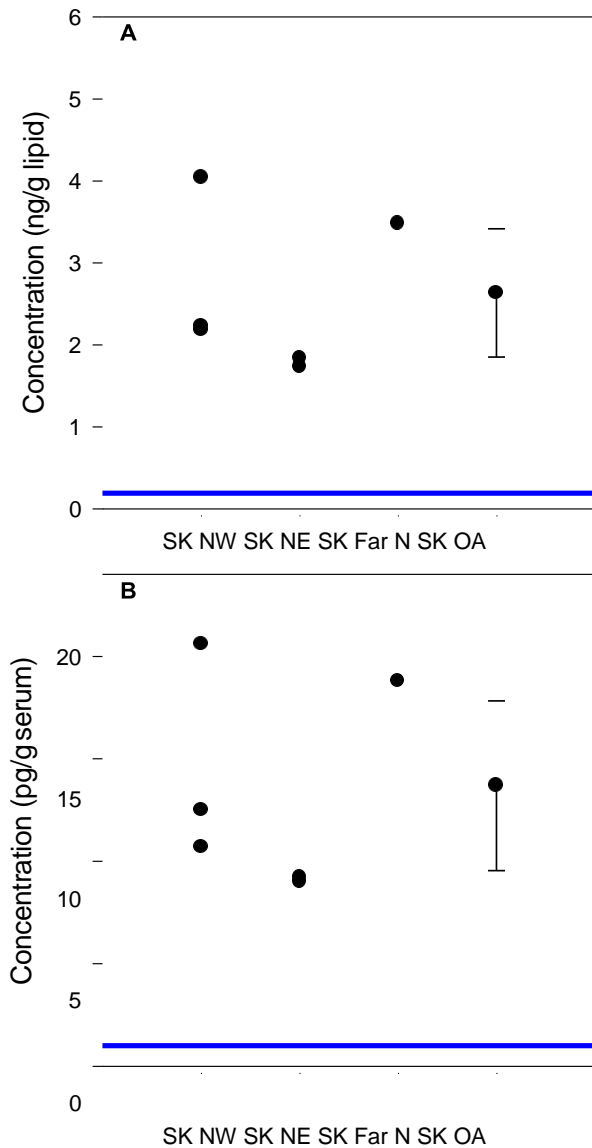 6
A
5
4
3
2
1
0
Concentration (ng/g lipid)
SK NW SK NE SK Far N SK OA
B
20
15
10
5
0
Concentration (pg/g serum)
SK NW SK NE SK Far N SK OA